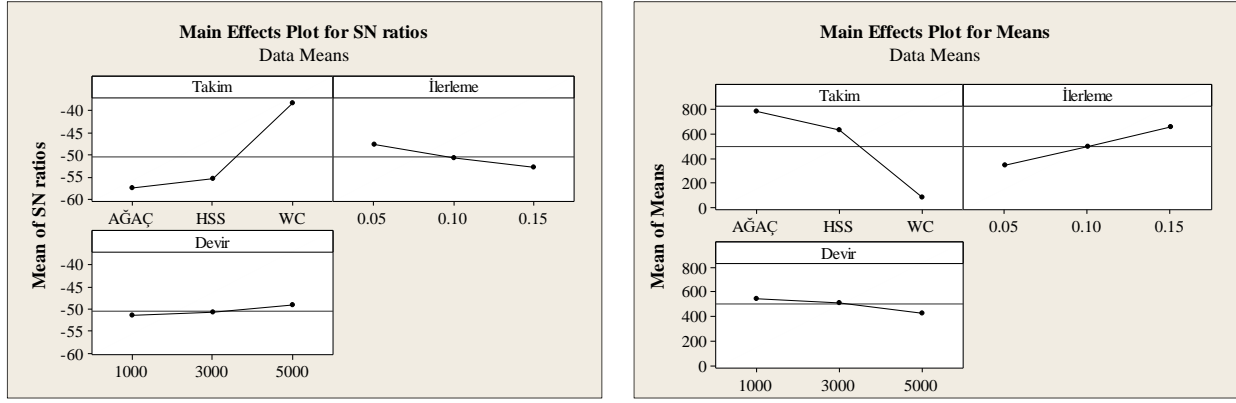 Main Effects Plot for SN ratios
Data Means
Takim İlerleme
-40
-45
-50
-55
-60
AĞAÇ HSS WC 0.05 0.10 0.15
Devir
-40
-45
-50
-55
-60
1000 3000 5000
Mean of SN ratios
Main Effects Plot for Means
Data Means
Takim İlerleme
800
600
400
200
0
AĞAÇ HSS WC 0.05 0.10 0.15
Devir
800
600
400
200
0
1000 3000 5000
Mean of Means